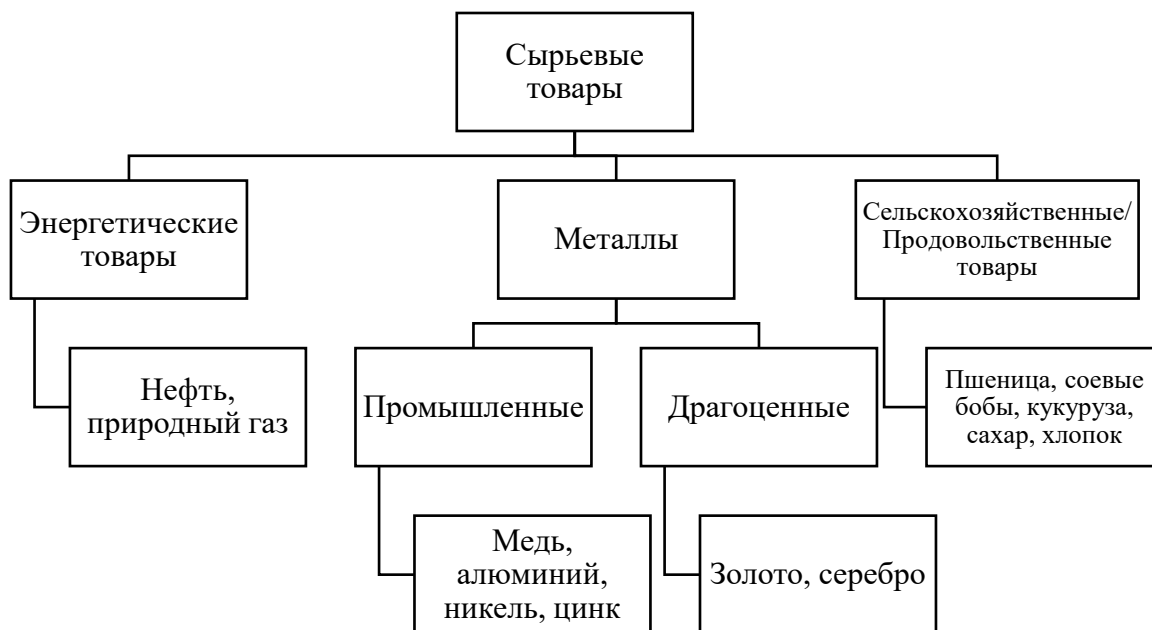 Сырьевые
товары
Энергетические
товары
Металлы
Сельскохозяйственные/
Продовольственные
товары
Нефть,
природный газ
Промышленные
Драгоценные
Пшеница, соевые
бобы, кукуруза,
сахар, хлопок
Медь,
алюминий,
никель, цинк
Золото, серебро